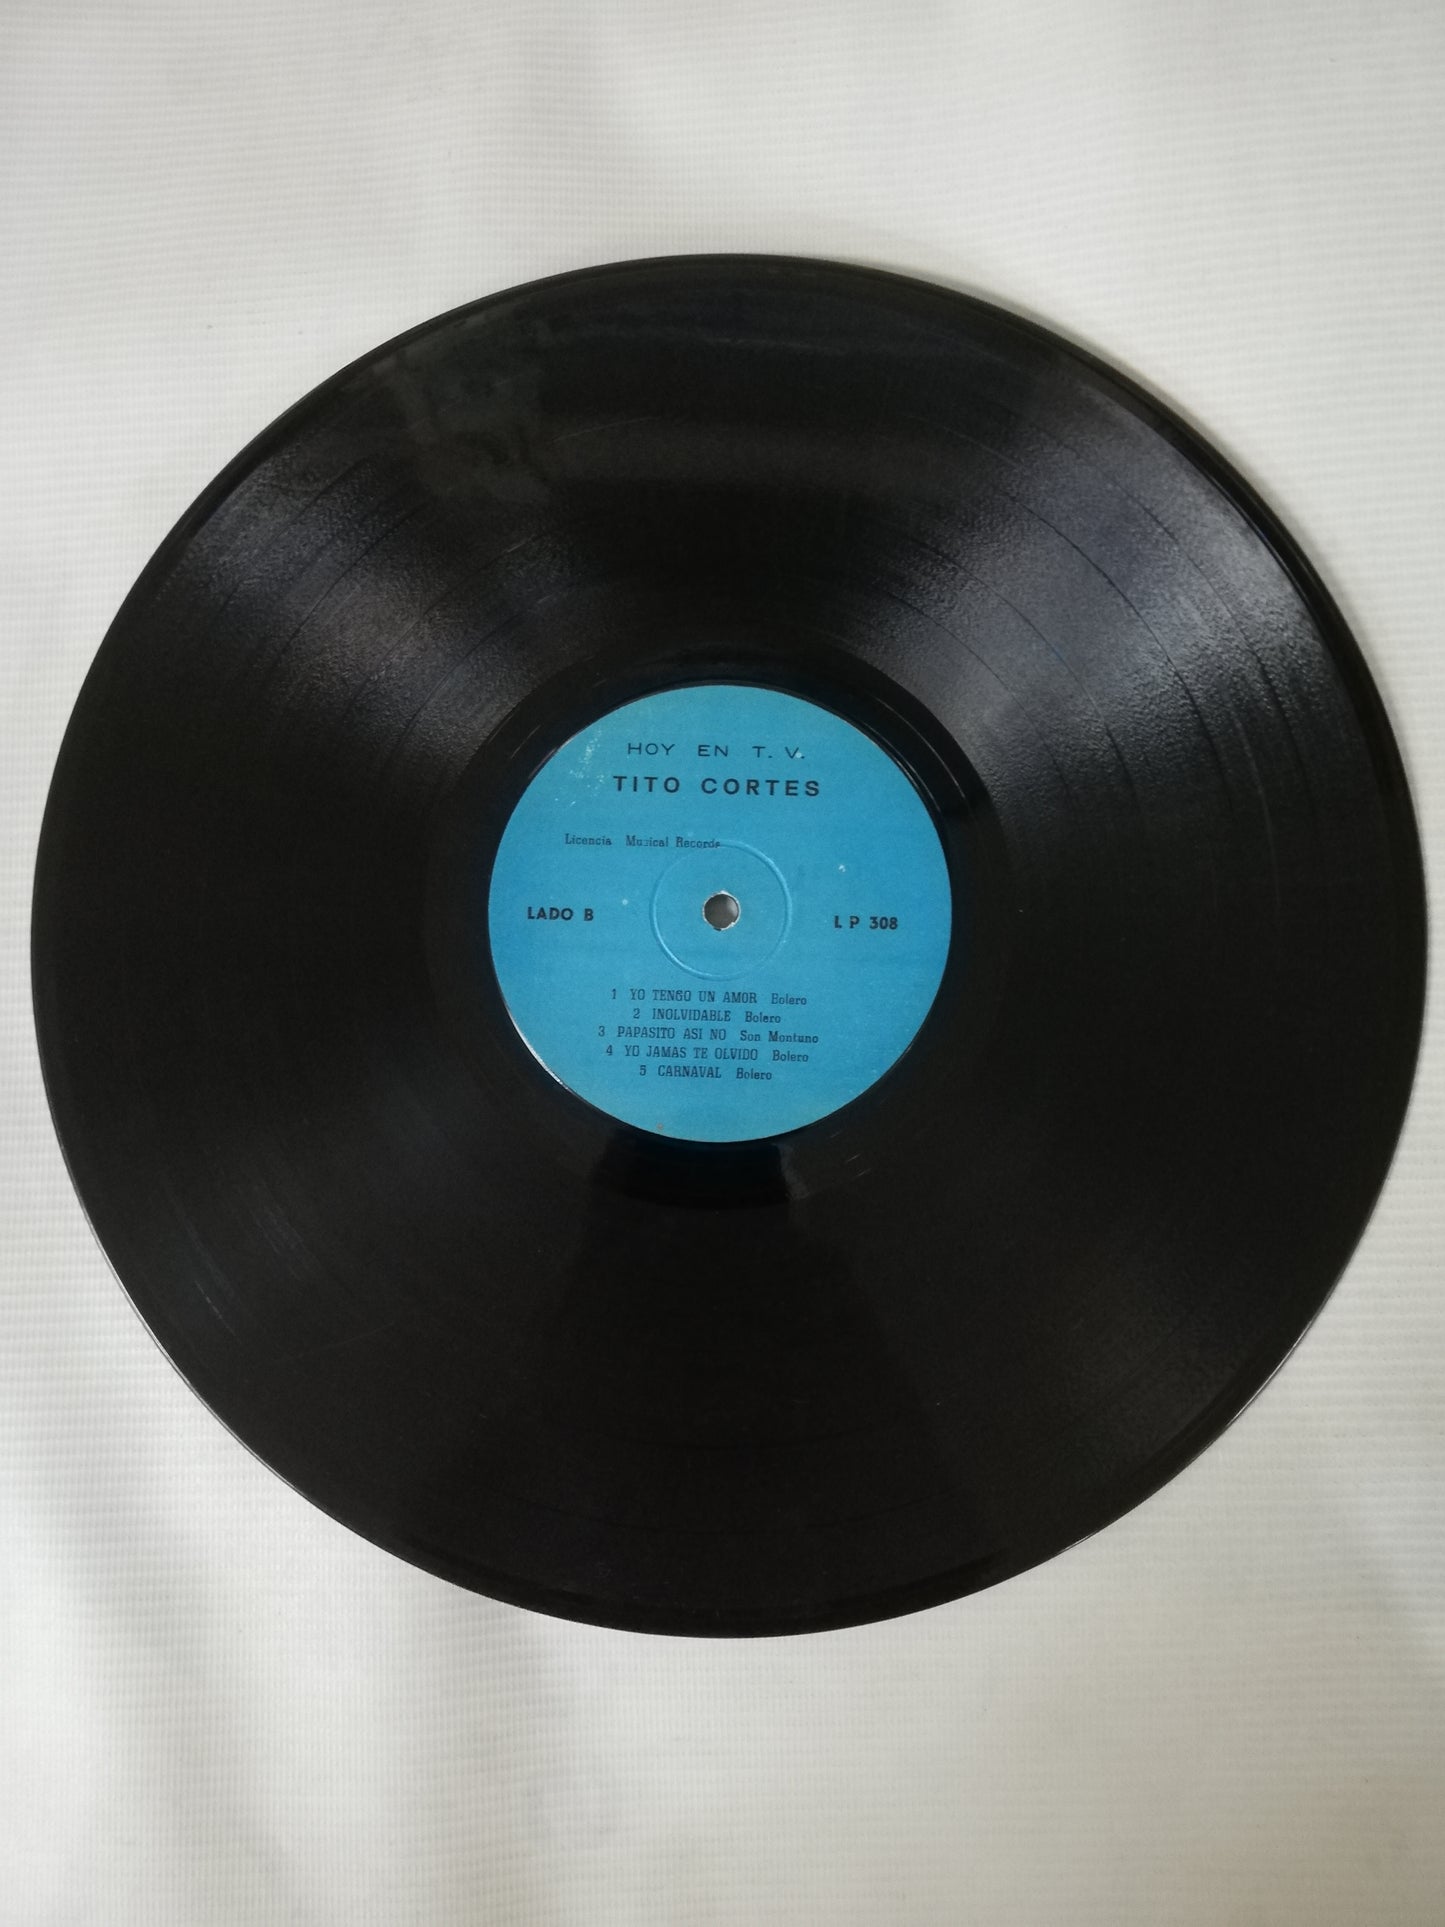 HOY EN T. V.
TITO CORTES
Licencia Musical Records
LADO B
L P 308
1 YO TENGO UN AMOR Bolero
2 INOLVIDABLE Bolero
3 PAPASITO ASI NO Son Montuno
4 YO JAMAS TE OLVIDO Bolero
5 CARNAVAL Bolero